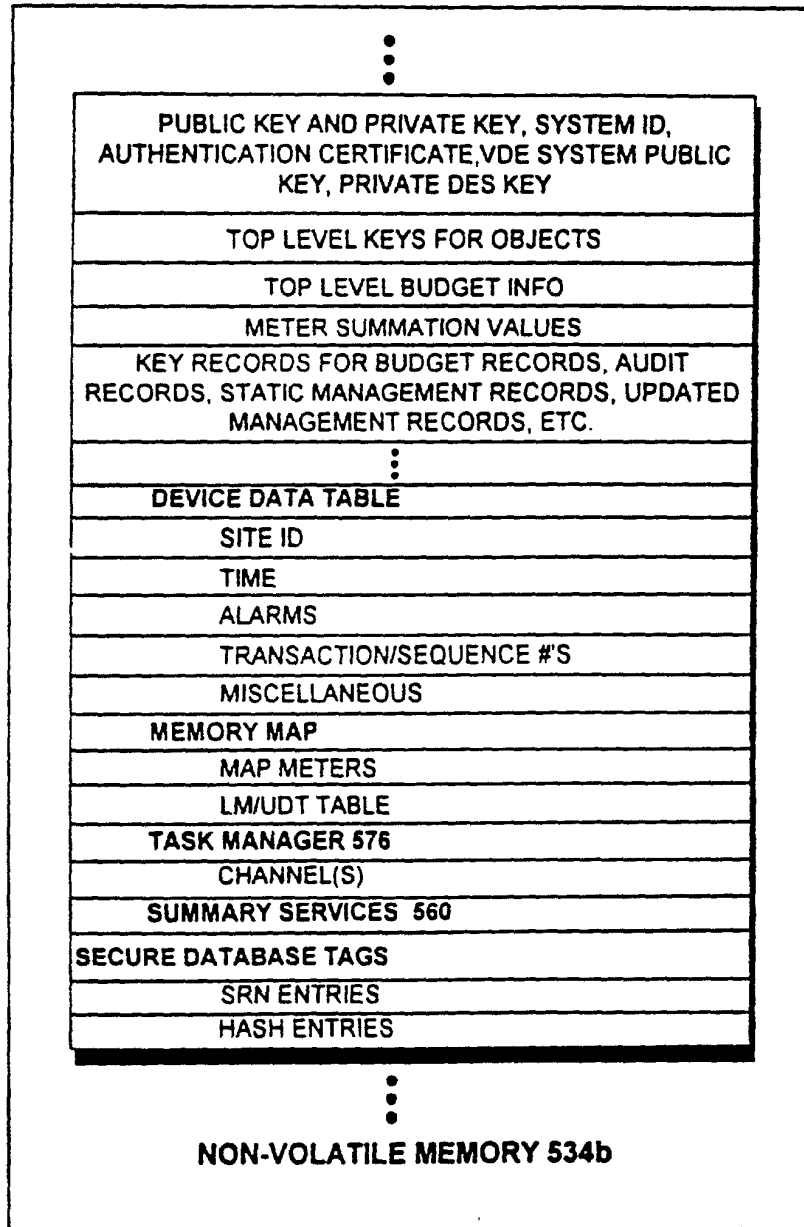 PUBLIC KEY AND PRIVATE KEY, SYSTEM ID,
AUTHENTICATION CERTIFICATE,VDE SYSTEM PUBLIC
KEY, PRIVATE DES KEY
TOP LEVEL KEYS FOR OBJECTS
TOP LEVEL BUDGET INFO
METER SUMMATION VALUES
KEY RECORDS FOR BUDGET RECORDS, AUDIT
RECORDS, STATIC MANAGEMENT RECORDS, UPDATED
MANAGEMENT RECORDS, ETC.
DEVICE DATA TABLE
SITE ID
TIME
ALARMS
TRANSACTION/SEQUENCE #'S
MISCELLANEOUS
MEMORY MAP
MAP METERS
LM/UDT TABLE
TASK MANAGER 576
CHANNEL(S)
SUMMARY SERVICES 560
SECURE DATABASE TAGS
SRN ENTRIES
HASH ENTRIES
NON-VOLATILE MEMORY 534b